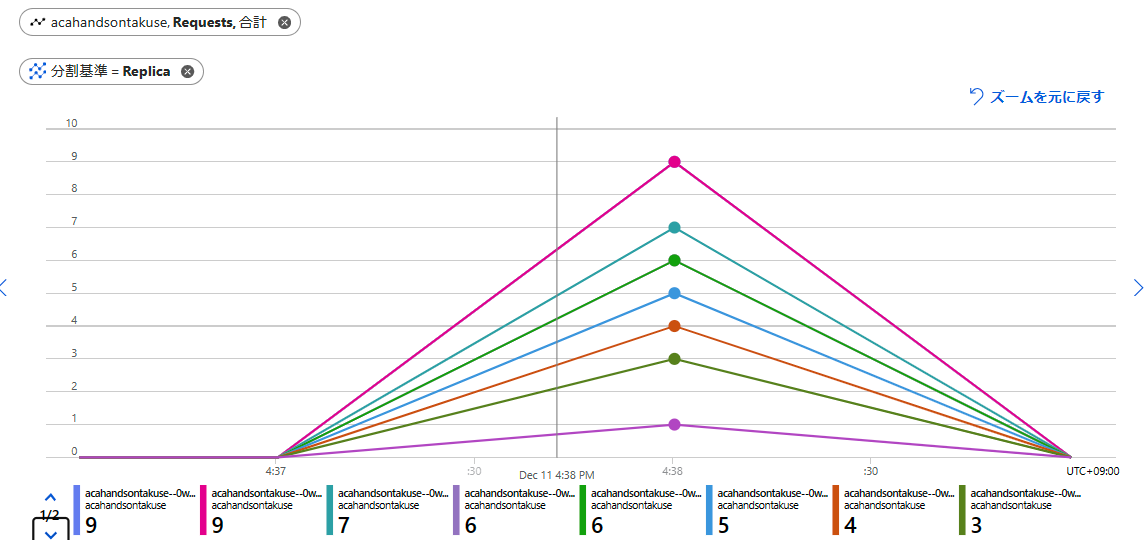 acahandsontakuse, Requests, 合計
分割基準 = Replica
ズームを元に戻す
10
9
8
7
6
5
4
3
2
1
0
4:37
:30
Dec 11 4:38 PM
4:38
:30
UTC+09:00
1/2
acahandsontakuse--0w...
acahandsontakuse
9
acahandsontakuse--0w...
acahandsontakuse
9
acahandsontakuse--0w...
acahandsontakuse
7
acahandsontakuse--0w...
acahandsontakuse
6
acahandsontakuse--0w...
acahandsontakuse
6
acahandsontakuse--0w...
acahandsontakuse
5
acahandsontakuse--0w...
acahandsontakuse
4
acahandsontakuse--0w...
acahandsontakuse
3